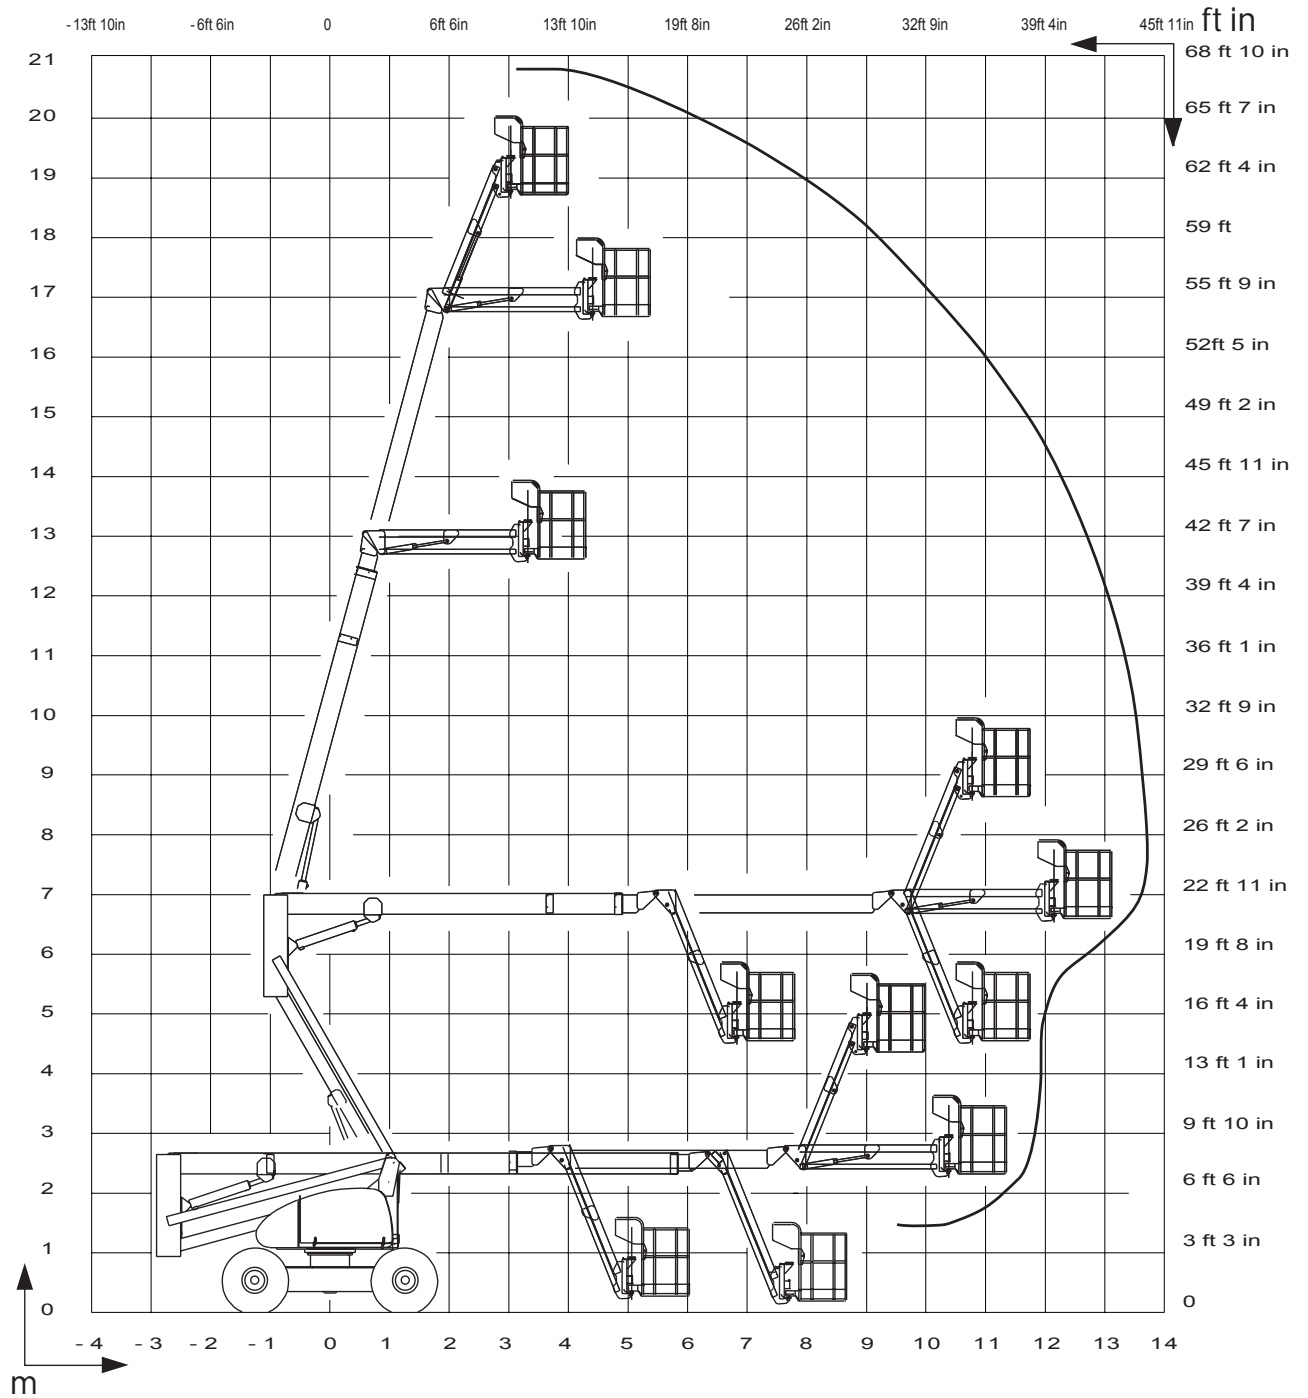 -13ft 10in -6ft 6in 0 6ft 6in 13ft 10in 19ft 8in 26ft 2in 32ft 9in 39ft 4in 45ft 11in ft in
21 68 ft 10 in
20 65 ft 7 in
19 62 ft 4 in
18 59 ft
17 55 ft 9 in
16 52ft 5 in
15 49 ft 2 in
14 45 ft 11 in
13 42 ft 7 in
12 39 ft 4 in
11 36 ft 1 in
10 32 ft 9 in
9 29 ft 6 in
8 26 ft 2 in
7 22 ft 11 in
6 19 ft 8 in
5 16 ft 4 in
4 13 ft 1 in
3 9 ft 10 in
2 6 ft 6 in
1 3 ft 3 in
0 0
- 4 - 3 - 2 - 1 0 1 2 3 4 5 6 7 8 9 10 11 12 13 14
m